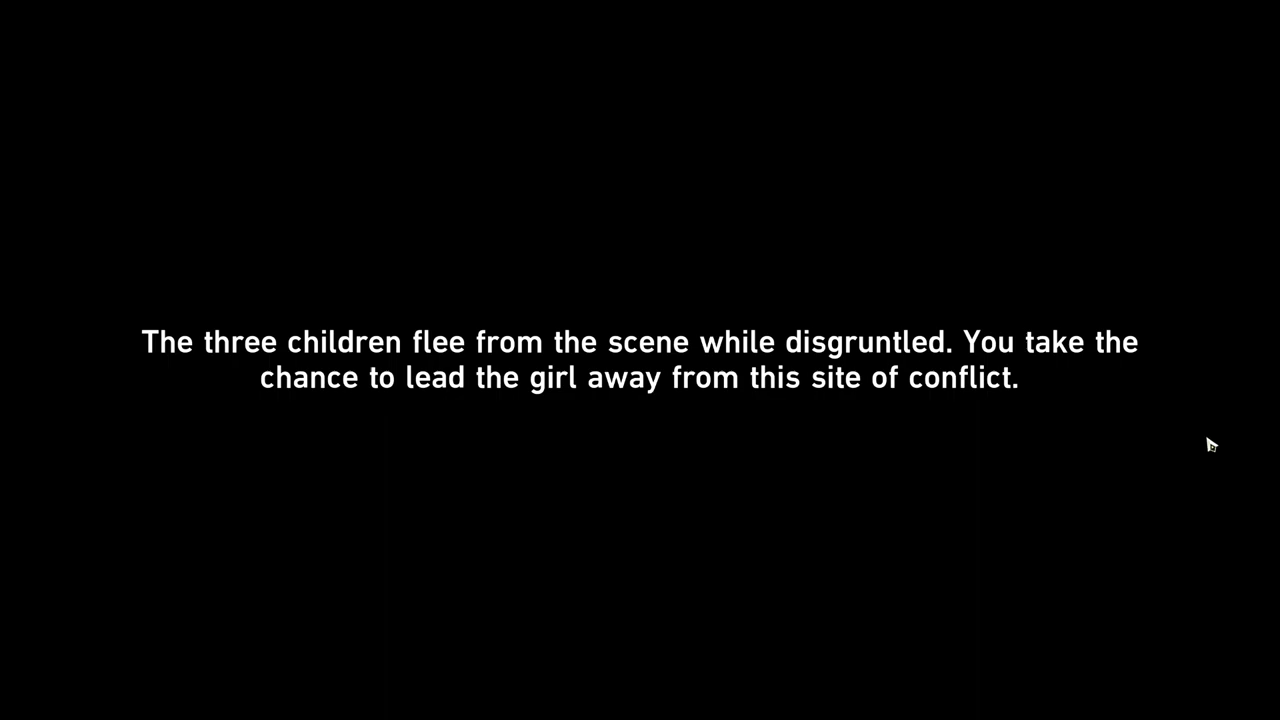 The three children flee from the scene while disgruntled. You take the
chance to lead the girl away from this site of conflict.